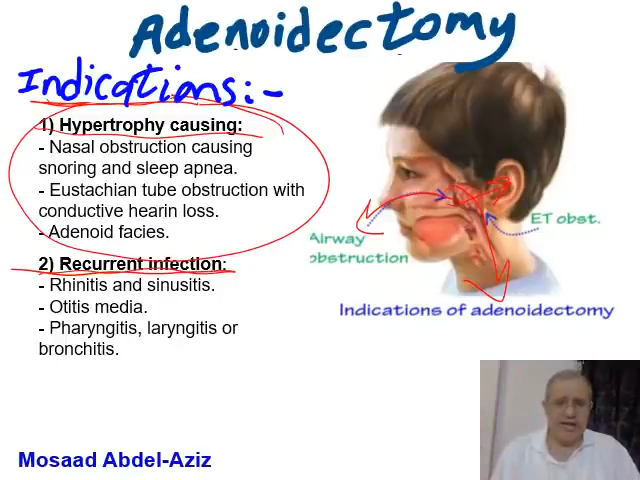 Adenoidectomy
Indications:-
1) Hypertrophy causing:
- Nasal obstruction causing
snoring and sleep apnea.
- Eustachian tube obstruction with
conductive hearin loss.
- Adenoid facies.
2) Recurrent infection:
- Rhinitis and sinusitis.
- Otitis media.
- Pharyngitis, laryngitis or
bronchitis.
ET obst.
Airway
obstruction
Indications of adenoidectomy
Mosaad Abdel-Aziz